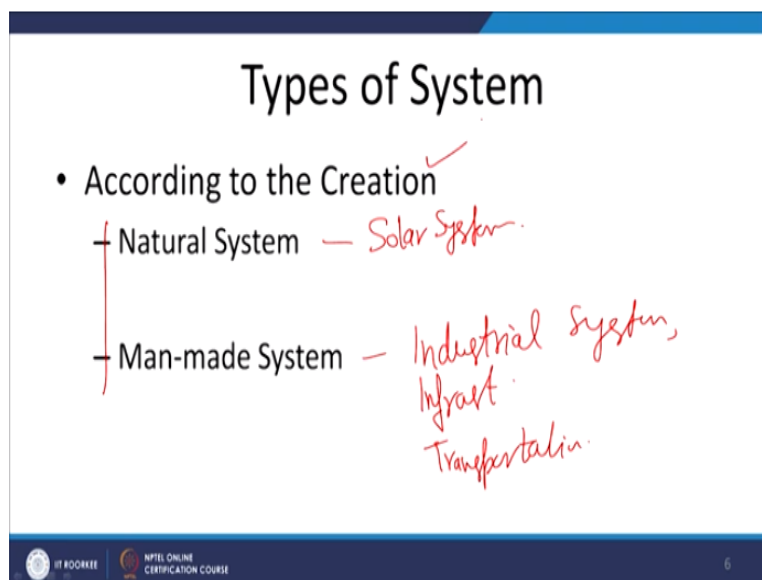 Types of System
• According to the Creation
– Natural System — Solar System.
– Man-made System — Industrial System,
Infrast.
Transportatin.
IIT ROORKEE
NPTEL ONLINE
CERTIFICATION COURSE
6